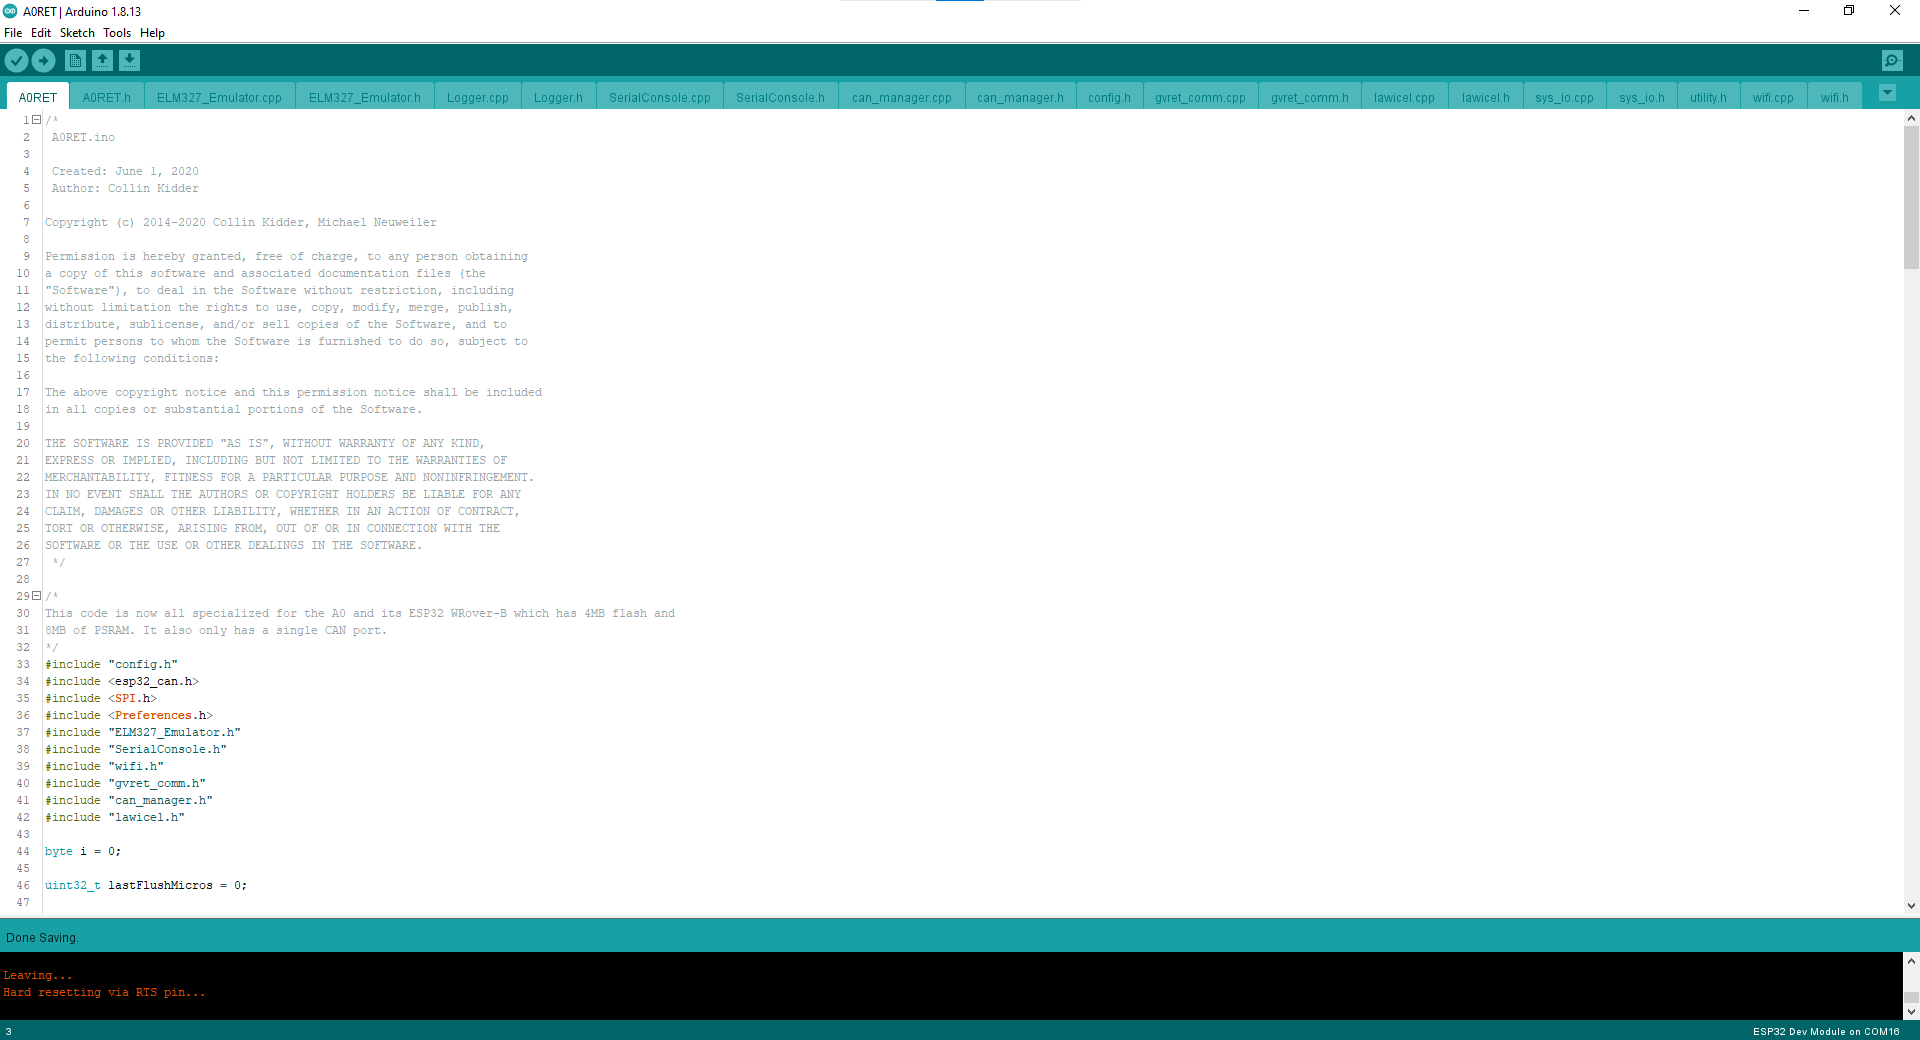 A0RET | Arduino 1.8.13
File Edit Sketch Tools Help
A0RET A0RET.h ELM327_Emulator.cpp ELM327_Emulator.h Logger.cpp Logger.h SerialConsole.cpp SerialConsole.h can_manager.cpp can_manager.h config.h gvret_comm.cpp gvret_comm.h lawicel.cpp lawicel.h sys_io.cpp sys_io.h utility.h wifi.cpp wifi.h
1 /*
2 A0RET.ino
3
4 Created: June 1, 2020
5 Author: Collin Kidder
6
7 Copyright (c) 2014-2020 Collin Kidder, Michael Neuweiler
8
9 Permission is hereby granted, free of charge, to any person obtaining
10 a copy of this software and associated documentation files (the
11 "Software"), to deal in the Software without restriction, including
12 without limitation the rights to use, copy, modify, merge, publish,
13 distribute, sublicense, and/or sell copies of the Software, and to
14 permit persons to whom the Software is furnished to do so, subject to
15 the following conditions:
16
17 The above copyright notice and this permission notice shall be included
18 in all copies or substantial portions of the Software.
19
20 THE SOFTWARE IS PROVIDED "AS IS", WITHOUT WARRANTY OF ANY KIND,
21 EXPRESS OR IMPLIED, INCLUDING BUT NOT LIMITED TO THE WARRANTIES OF
22 MERCHANTABILITY, FITNESS FOR A PARTICULAR PURPOSE AND NONINFRINGEMENT.
23 IN NO EVENT SHALL THE AUTHORS OR COPYRIGHT HOLDERS BE LIABLE FOR ANY
24 CLAIM, DAMAGES OR OTHER LIABILITY, WHETHER IN AN ACTION OF CONTRACT,
25 TORT OR OTHERWISE, ARISING FROM, OUT OF OR IN CONNECTION WITH THE
26 SOFTWARE OR THE USE OR OTHER DEALINGS IN THE SOFTWARE.
27 */
28
29 /*
30 This code is now all specialized for the A0 and its ESP32 WRover-B which has 4MB flash and
31 8MB of PSRAM. It also only has a single CAN port.
32 */
33 #include "config.h"
34 #include <esp32_can.h>
35 #include <SPI.h>
36 #include <Preferences.h>
37 #include "ELM327_Emulator.h"
38 #include "SerialConsole.h"
39 #include "wifi.h"
40 #include "gvret_comm.h"
41 #include "can_manager.h"
42 #include "lawicel.h"
43
44 byte i = 0;
45
46 uint32_t lastFlushMicros = 0;
47
Done Saving.
Leaving...
Hard resetting via RTS pin...
3 ESP32 Dev Module on COM16